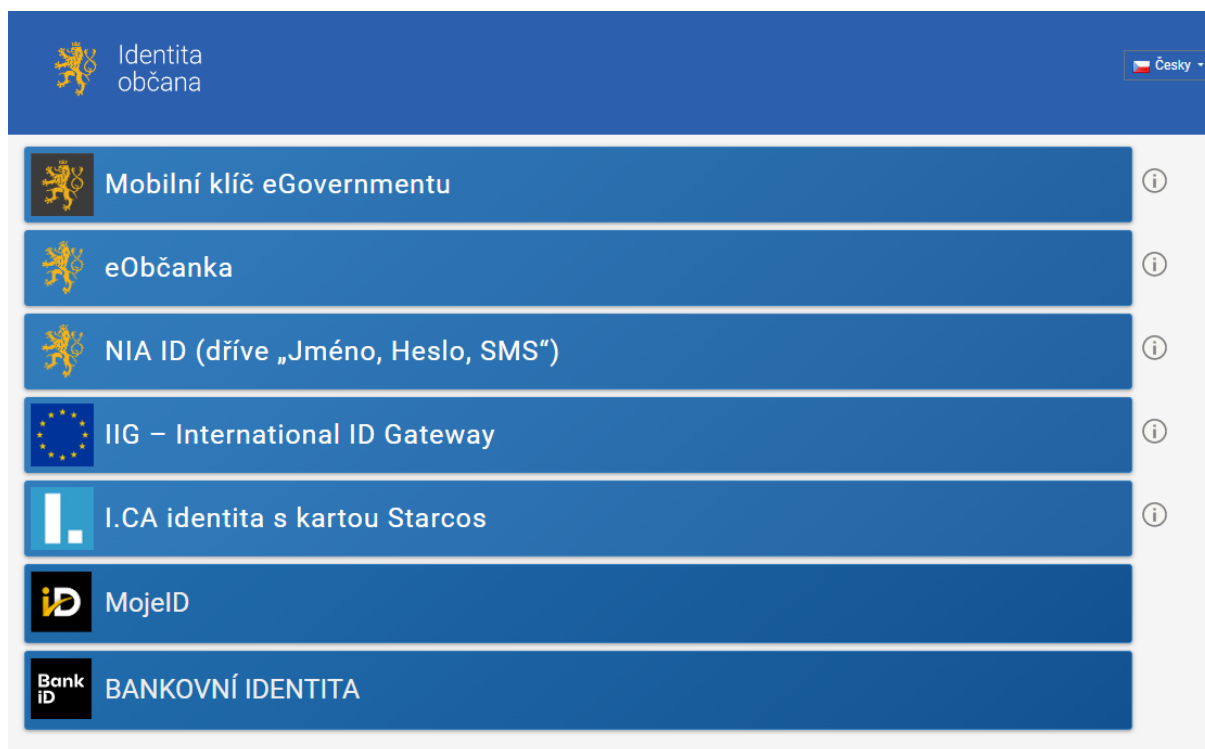 Identita
občana
Česky
Mobilní klíč eGovernmentu
eObčanka
NIA ID (dříve „Jméno, Heslo, SMS“)
IIG – International ID Gateway
I.CA identita s kartou Starcos
iD MojeID
Bank
iD
BANKOVNÍ IDENTITA